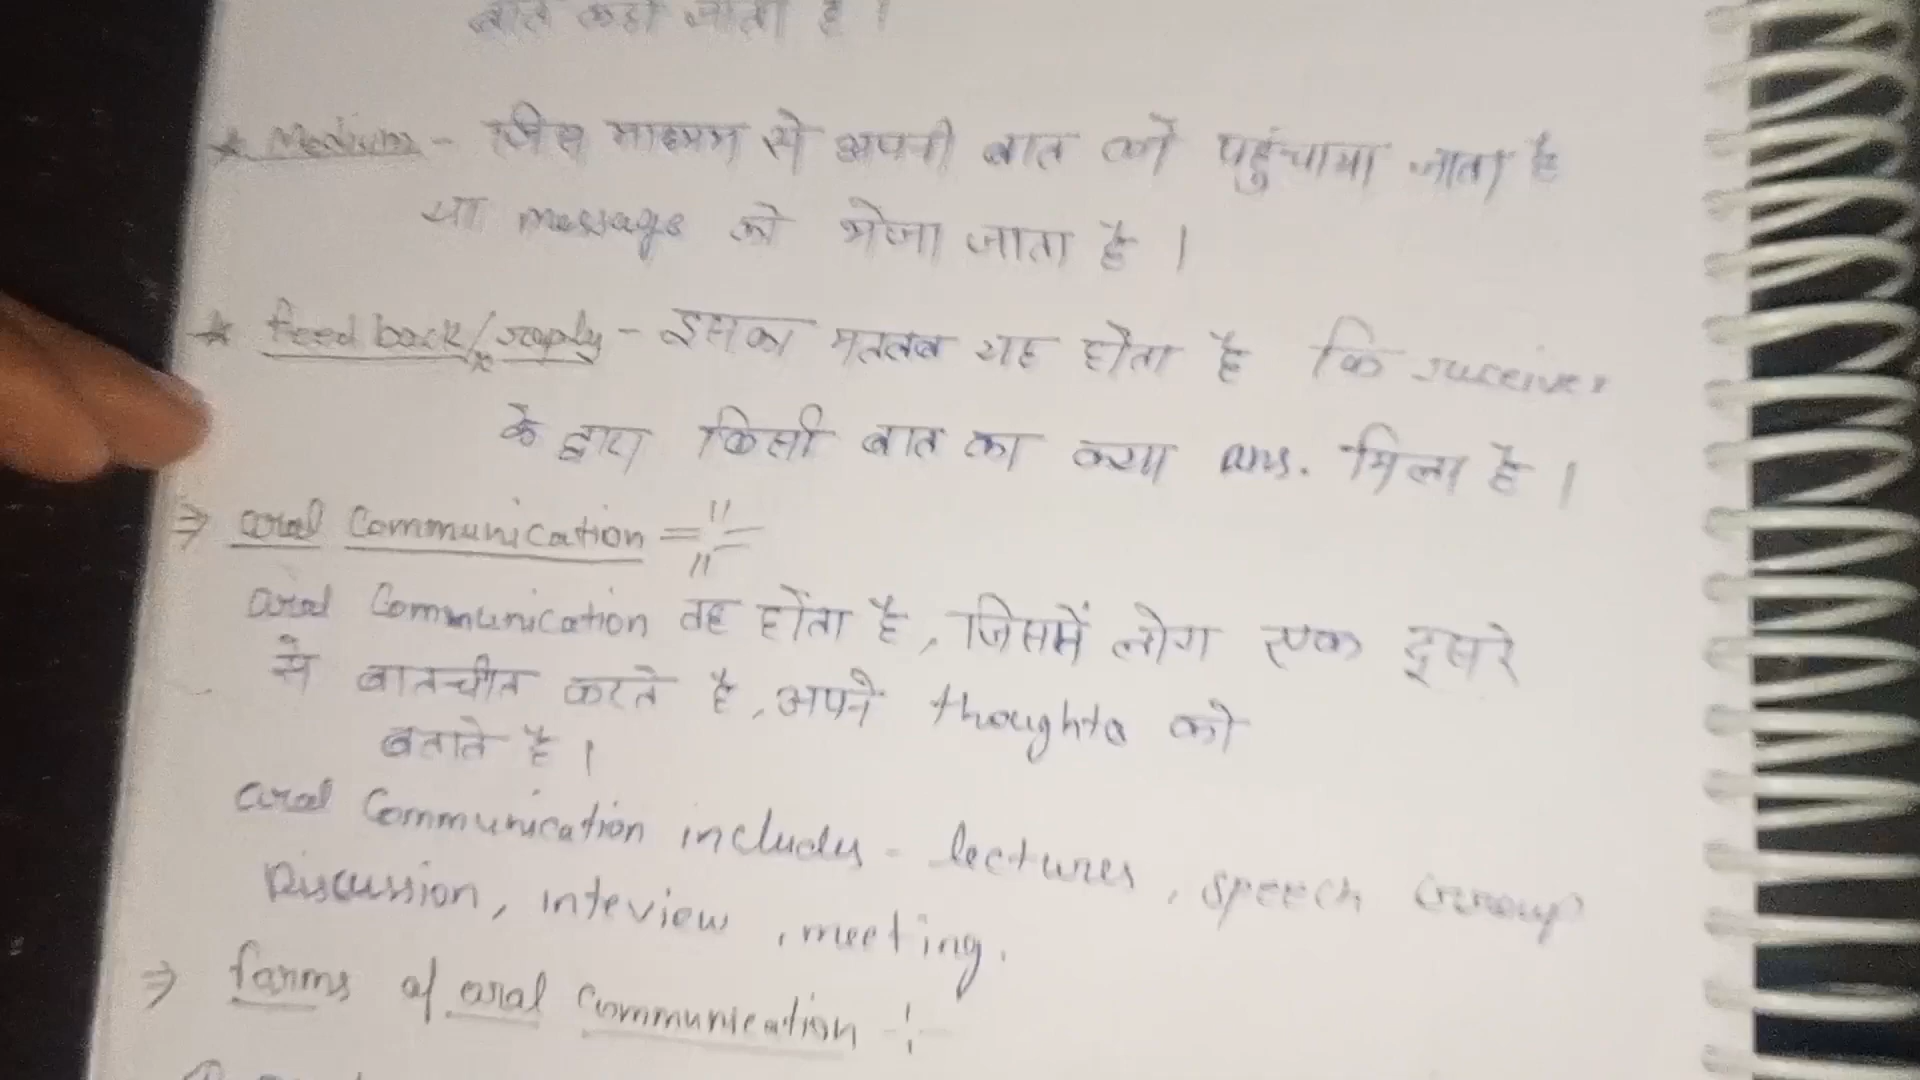 बात कहा जाता है ।
★ Medium - जिस माध्यम से अपनी बात को पहुंचाया जाता है
या message को भेजा जाता है ।
★ feed back/reply - इसका मतलब यह होता है कि receiver
के द्वारा किसी बात का क्या ans. मिला है ।
⇒ oral Communication =
oral Communication वह होता है, जिसमें लोग एक दूसरे
से बातचीत करते है, अपने thoughts को
बताते है ।
oral Communication includes - lectures, speech Group
Discussion, inteview, meeting.
⇒ forms of oral Communication :-